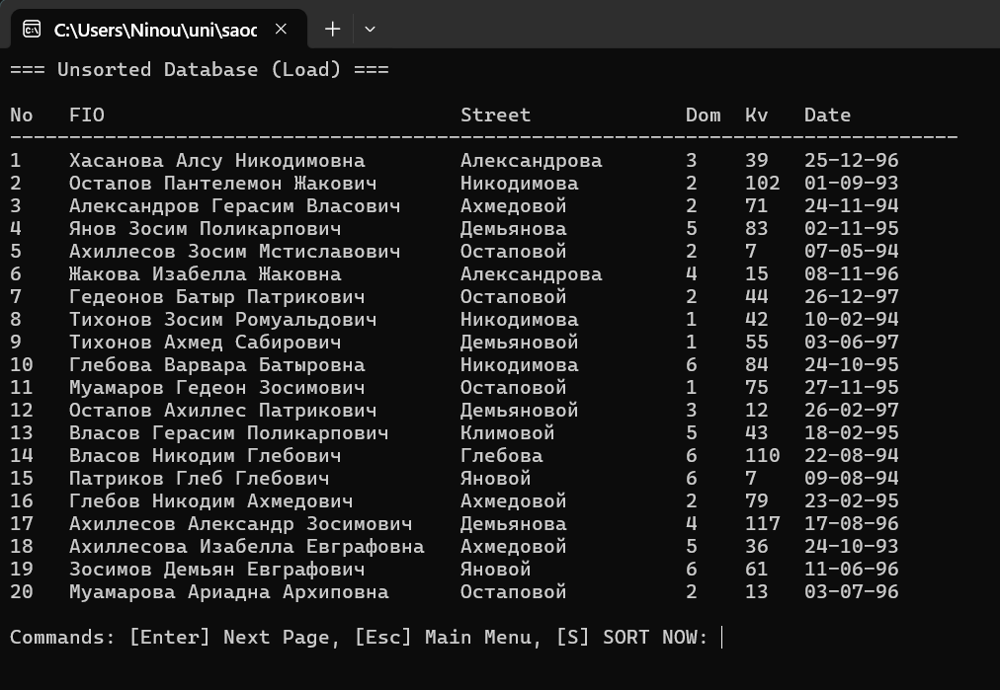 C:\Users\Ninou\uni\saoc
=== Unsorted Database (Load) ===
No FIO Street Dom Kv Date
--------------------------------------------------------------------------------
1 Хасанова Алсу Никодимовна Александрова 3 39 25-12-96
2 Остапов Пантелемон Жакович Никодимова 2 102 01-09-93
3 Александров Герасим Власович Ахмедовой 2 71 24-11-94
4 Янов Зосим Поликарпович Демьянова 5 83 02-11-95
5 Ахиллесов Зосим Мстиславович Остаповой 2 7 07-05-94
6 Жакова Изабелла Жаковна Александрова 4 15 08-11-96
7 Гедеонов Батыр Патрикович Остаповой 2 44 26-12-97
8 Тихонов Зосим Ромуальдович Никодимова 1 42 10-02-94
9 Тихонов Ахмед Сабирович Демьяновой 1 55 03-06-97
10 Глебова Варвара Батыровна Никодимова 6 84 24-10-95
11 Муамаров Гедеон Зосимович Остаповой 1 75 27-11-95
12 Остапов Ахиллес Патрикович Демьяновой 3 12 26-02-97
13 Власов Герасим Поликарпович Климовой 5 43 18-02-95
14 Власов Никодим Глебович Глебова 6 110 22-08-94
15 Патриков Глеб Глебович Яновой 6 7 09-08-94
16 Глебов Никодим Ахмедович Ахмедовой 2 79 23-02-95
17 Ахиллесов Александр Зосимович Демьянова 4 117 17-08-96
18 Ахиллесова Изабелла Евграфовна Ахмедовой 5 36 24-10-93
19 Зосимов Демьян Евграфович Яновой 6 61 11-06-96
20 Муамарова Ариадна Архиповна Остаповой 2 13 03-07-96
Commands: [Enter] Next Page, [Esc] Main Menu, [S] SORT NOW: